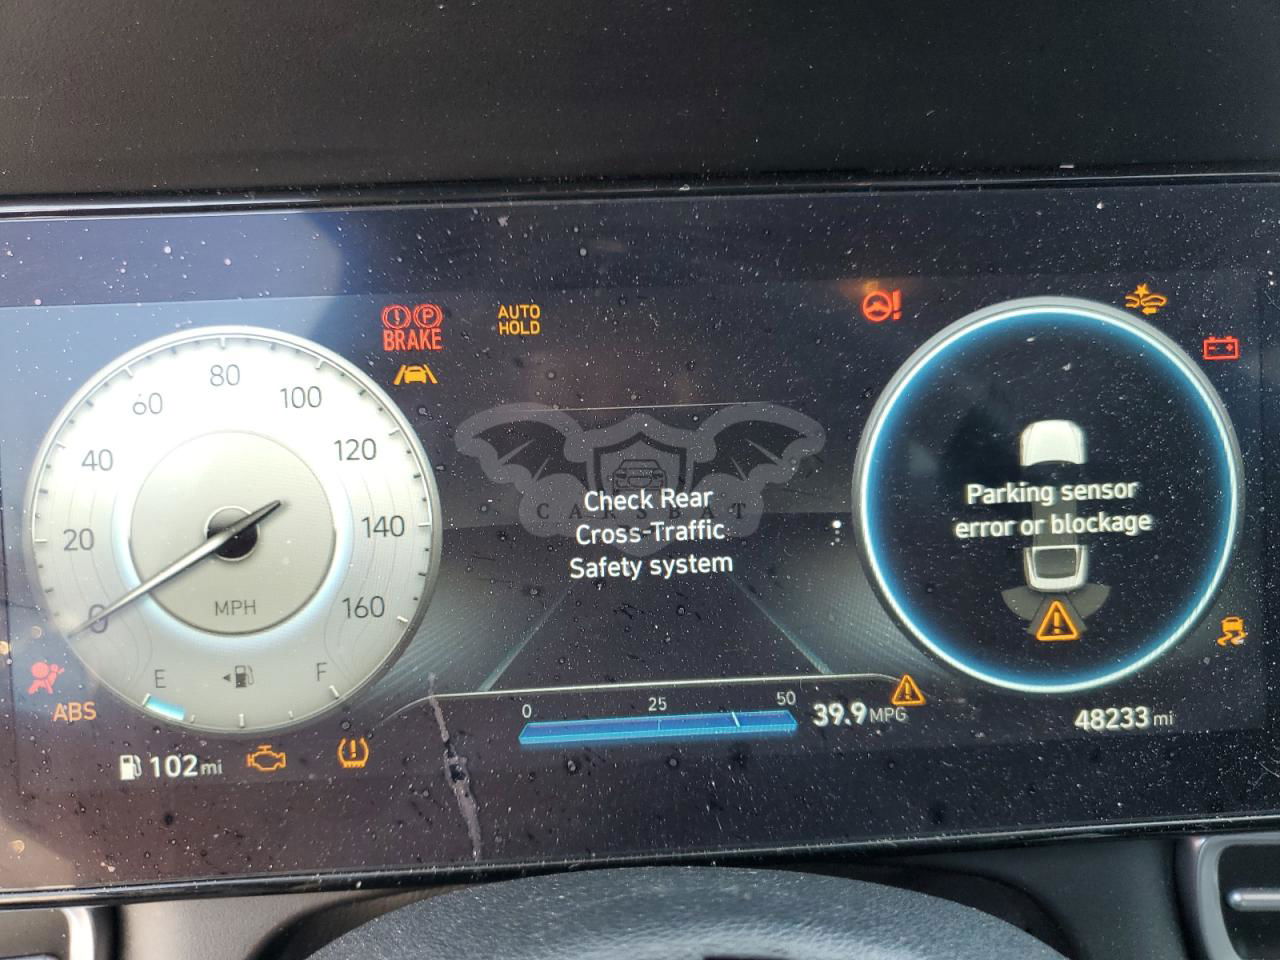 BRAKE
AUTO
HOLD
0
20
40
60
80
100
120
140
160
MPH
E
F
ABS
102mi
Check Rear
Cross-Traffic
Safety system
CARSBAT
0
25
50
39.9MPG
Parking sensor
error or blockage
48233mi